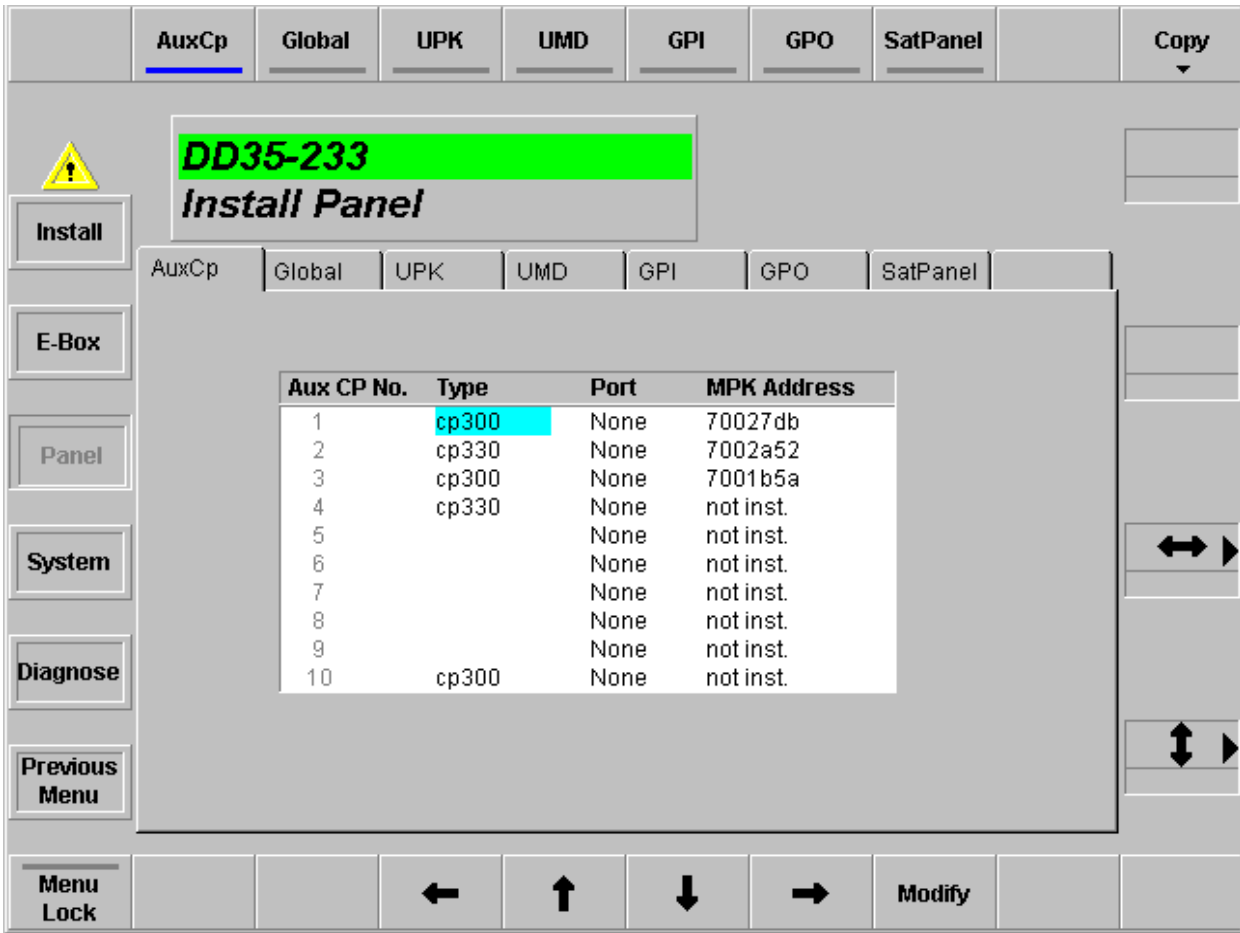 AuxCp Global UPK UMD GPI GPO SatPanel Copy
DD35-233
Install Panel
Install
AuxCp Global UPK UMD GPI GPO SatPanel
E-Box
Aux CP No. Type Port MPK Address
1 cp300 None 70027db
2 cp330 None 7002a52
Panel
3 cp300 None 7001b5a
4 cp330 None not inst.
5 None not inst.
System
6 None not inst.
7 None not inst.
8 None not inst.
9 None not inst.
Diagnose
10 cp300 None not inst.
Previous
Menu
Menu
Lock
Modify